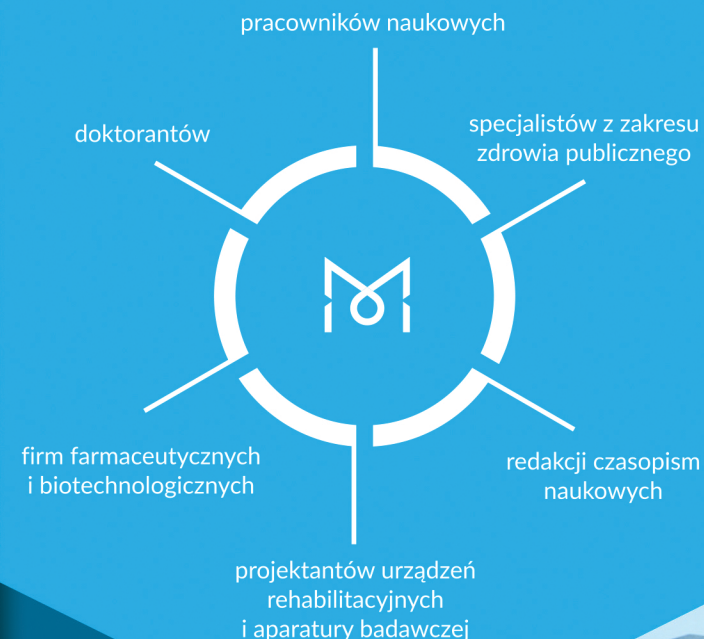 pracowników naukowych
doktorantów
specjalistów z zakresu
zdrowia publicznego
firm farmaceutycznych
i biotechnologicznych
redakcji czasopism
naukowych
projektantów urządzeń
rehabilitacyjnych
i aparatury badawczej